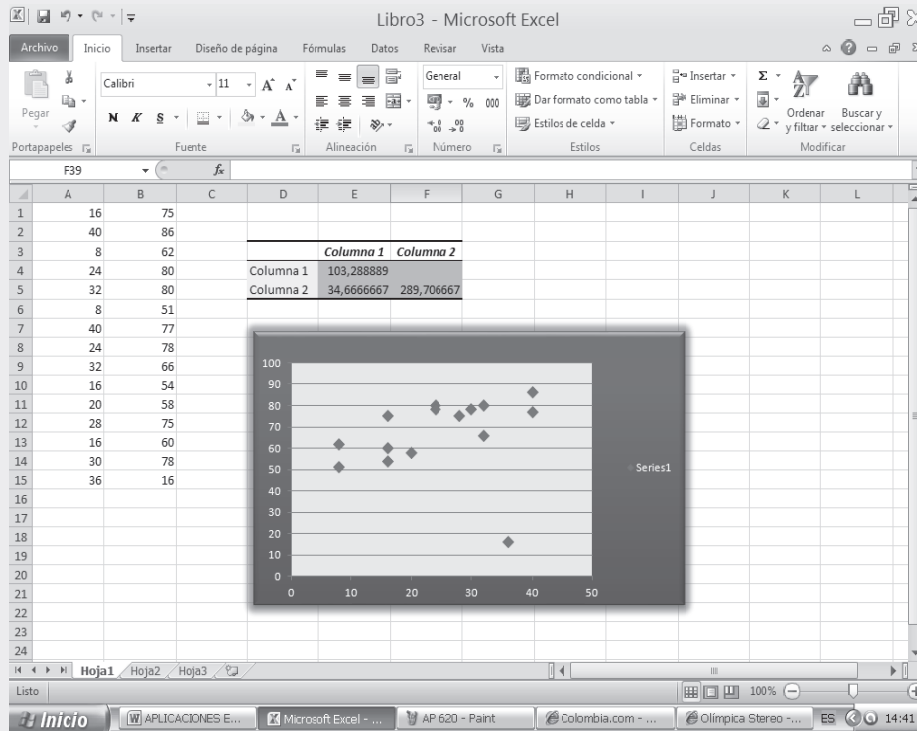 Libro3 - Microsoft Excel
Archivo Inicio Insertar Diseño de página Fórmulas Datos Revisar Vista
Pegar
Calibri 11 A A
N K S A
General
% 000
Formato condicional
Dar formato como tabla
Estilos de celda
Insertar
Eliminar
Formato
Σ
Ordenar y filtar
Buscar y seleccionar
Portapapeles Fuente Alineación Número Estilos Celdas Modificar
F39 fx
A B C D E F G H I J K L
1 16 75
2 40 86
3 8 62 Columna 1 Columna 2
4 24 80 Columna 1 103,288889
5 32 80 Columna 2 34,6666667 289,706667
6 8 51
7 40 77
8 24 78
9 32 66
10 16 54
11 20 58
12 28 75
13 16 60
14 30 78
15 36 16
16
17
18
19
20
21
22
23
24
100
90
80
70
60
50
40
30
20
10
0
0 10 20 30 40 50
Series1
Hoja1 Hoja2 Hoja3
Listo 100%
Inicio APLICACIONES E... Microsoft Excel - ... AP 620 - Paint Colombia.com - ... Olímpica Stereo -... ES 14:41